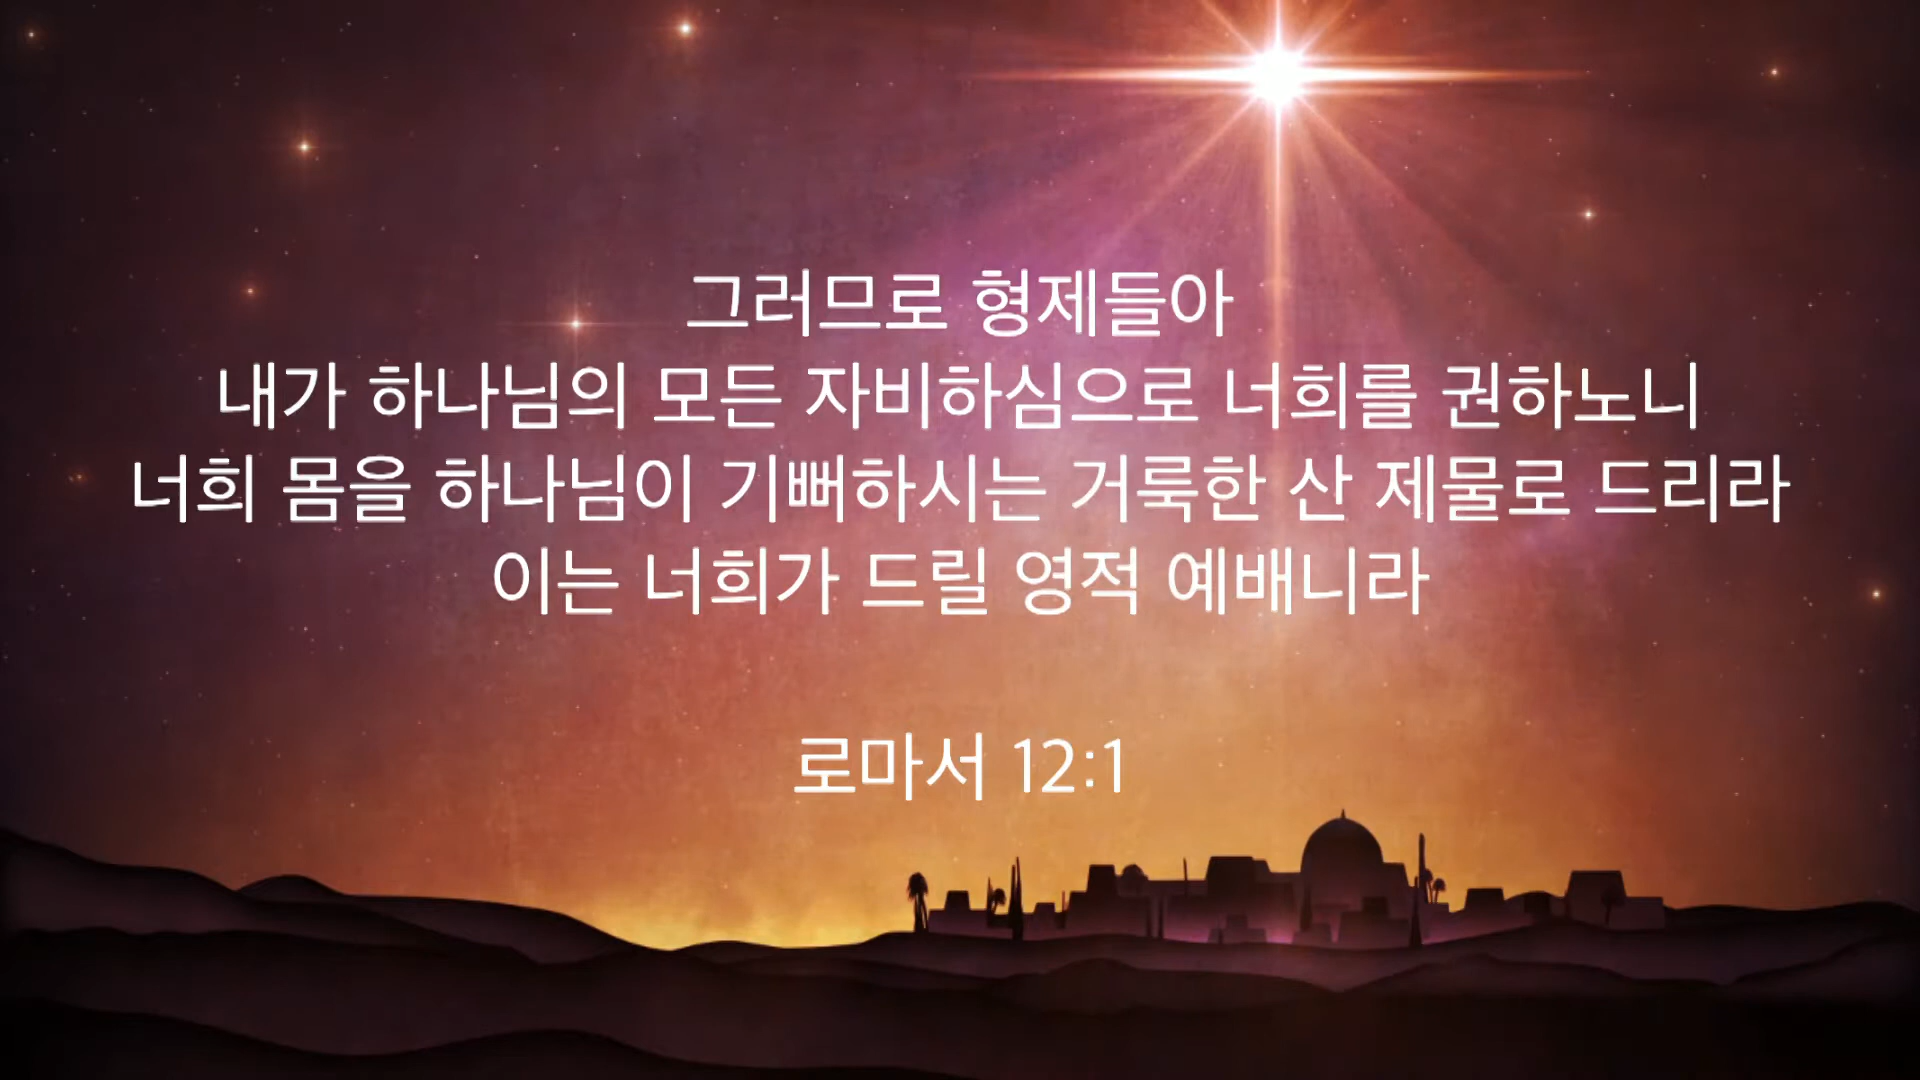 그러므로 형제들아
내가 하나님의 모든 자비하심으로 너희를 권하노니
너희 몸을 하나님이 기뻐하시는 거룩한 산 제물로 드리라
이는 너희가 드릴 영적 예배니라
로마서 12:1